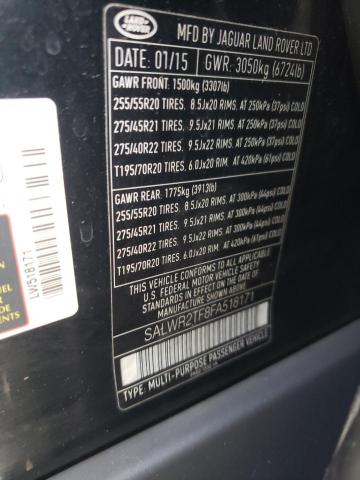 LAND-
ROVER
MFD BY JAGUAR LAND ROVER LTD
DATE: 01/15 GWR: 3050kg (6724lb)
GAWR FRONT: 1500kg (3307lb)
255/55R20 TIRES. 8.5Jx20 RIMS. AT 250kPa (37psi) COLD
275/45R21 TIRES. 9.5Jx21 RIMS. AT 250kPa (37psi) COLD
275/40R22 TIRES. 9.5Jx22 RIMS. AT 250kPa (37psi) COLD
T195/70R20 TIRES. 6.0Jx20 RIM. AT 420kPa (61psi) COLD
GAWR REAR: 1775kg (3913lb)
255/55R20 TIRES. 8.5Jx20 RIMS. AT 300kPa (44psi) COLD
275/45R21 TIRES. 9.5Jx21 RIMS. AT 300kPa (44psi) COLD
275/40R22 TIRES. 9.5Jx22 RIMS. AT 300kPa (44psi) COLD
T195/70R20 TIRES. 6.0Jx20 RIM. AT 420kPa (61psi) COLD
THIS VEHICLE CONFORMS TO ALL APPLICABLE
U.S.A. FEDERAL MOTOR VEHICLE SAFETY
STANDARDS IN EFFECT ON THE DATE OF
MANUFACTURE SHOWN ABOVE.
SALWR2TF8FA518171
TYPE: MULTI-PURPOSE PASSENGER VEHICLE
LW/518171